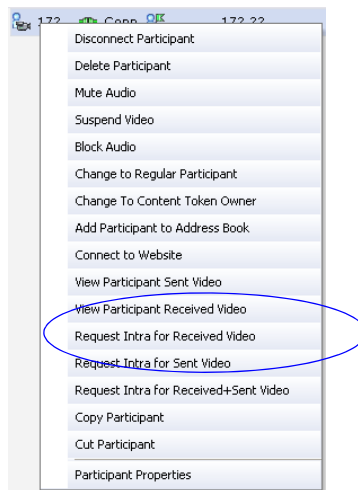 172 Conn 172.22
Disconnect Participant
Delete Participant
Mute Audio
Suspend Video
Block Audio
Change to Regular Participant
Change To Content Token Owner
Add Participant to Address Book
Connect to Website
View Participant Sent Video
View Participant Received Video
Request Intra for Received Video
Request Intra for Sent Video
Request Intra for Received+Sent Video
Copy Participant
Cut Participant
Participant Properties